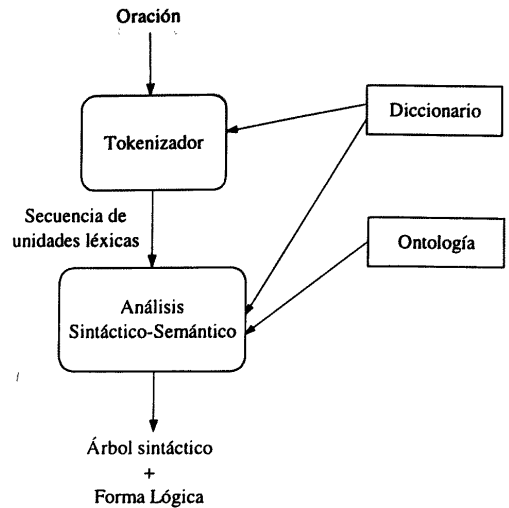 Oración
Tokenizador
Diccionario
Secuencia de
unidades léxicas
Ontología
Análisis
Sintáctico-Semántico
Árbol sintáctico
+
Forma Lógica